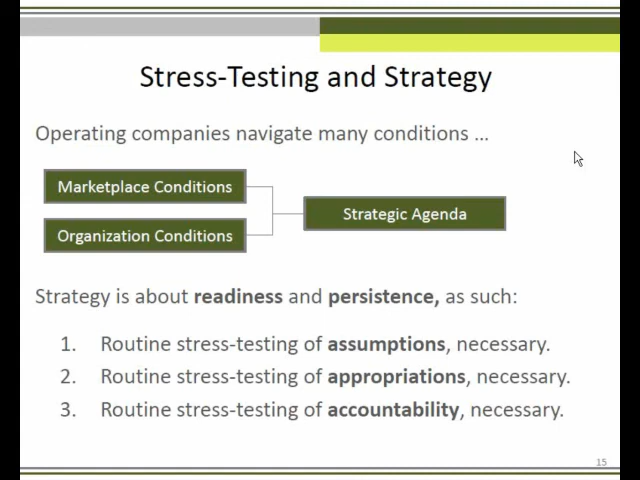 Stress-Testing and Strategy
Operating companies navigate many conditions …
Marketplace Conditions
Strategic Agenda
Organization Conditions
Strategy is about readiness and persistence, as such:
1. Routine stress-testing of assumptions, necessary.
2. Routine stress-testing of appropriations, necessary.
3. Routine stress-testing of accountability, necessary.
15